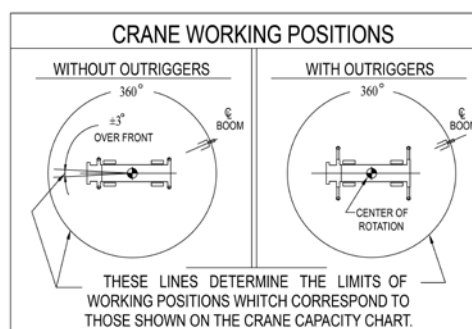 CRANE WORKING POSITIONS
WITHOUT OUTRIGGERS
360°
℄
BOOM
±3°
OVER FRONT
WITH OUTRIGGERS
360°
℄
BOOM
CENTER OF
ROTATION
THESE LINES DETERMINE THE LIMITS OF
WORKING POSITIONS WHITCH CORRESPOND TO
THOSE SHOWN ON THE CRANE CAPACITY CHART.